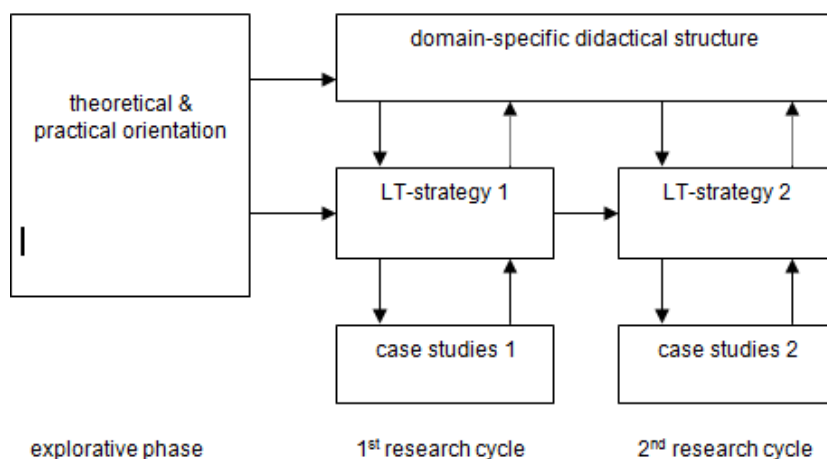 domain-specific didactical structure
theoretical &
practical orientation
LT-strategy 1
LT-strategy 2
case studies 1
case studies 2
explorative phase
1st research cycle
2nd research cycle